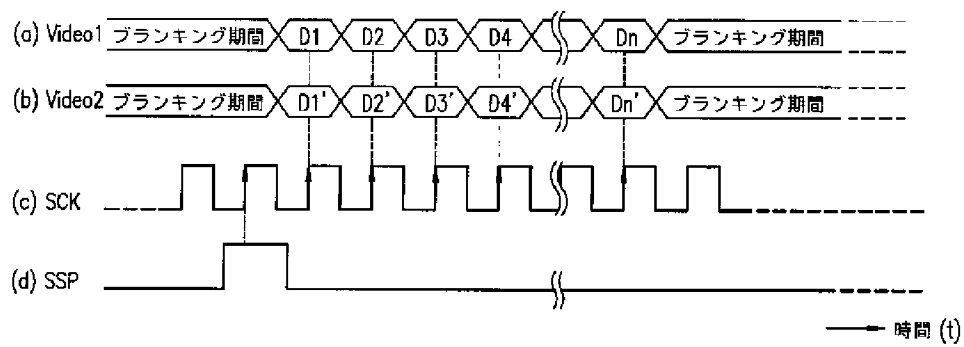 (a) Video1 ブランキング期間 D1 D2 D3 D4 Dn ブランキング期間
(b) Video2 ブランキング期間 D1' D2' D3' D4' Dn' ブランキング期間
(c) SCK
(d) SSP
時間 (t)